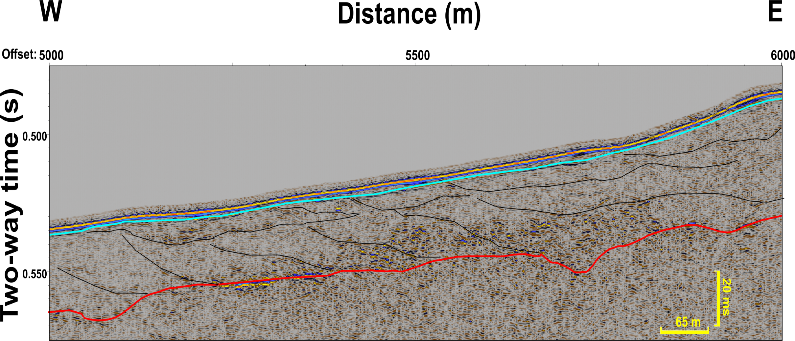 W Distance (m) E
Offset: 5000 5500 6000
Two-way time (s)
0.500
0.550
20 ms
65 m